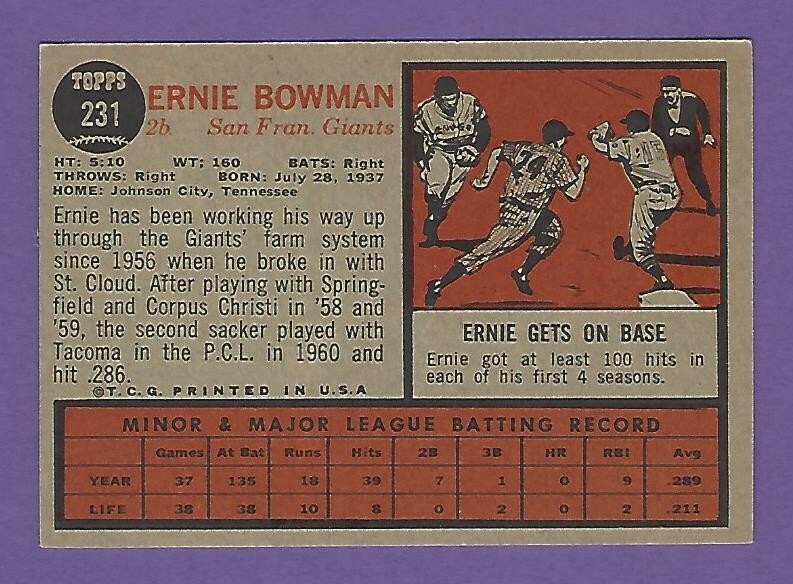 TOPPS
231
ERNIE BOWMAN
2b San Fran. Giants
HT: 5:10 WT; 160 BATS: Right
THROWS: Right BORN: July 28, 1937
HOME: Johnson City, Tennessee
Ernie has been working his way up
through the Giants' farm system
since 1956 when he broke in with
St. Cloud. After playing with Spring-
field and Corpus Christi in '58 and
'59, the second sacker played with
Tacoma in the P.C.L. in 1960 and
hit .286.
©T.C.G. PRINTED IN U.S.A
24
ERNIE GETS ON BASE
Ernie got at least 100 hits in
each of his first 4 seasons.
MINOR & MAJOR LEAGUE BATTING RECORD
Games At Bat Runs Hits 2B 3B HR RBI Avg
YEAR 37 135 18 39 7 1 0 9 .289
LIFE 38 38 10 8 0 2 0 2 .211